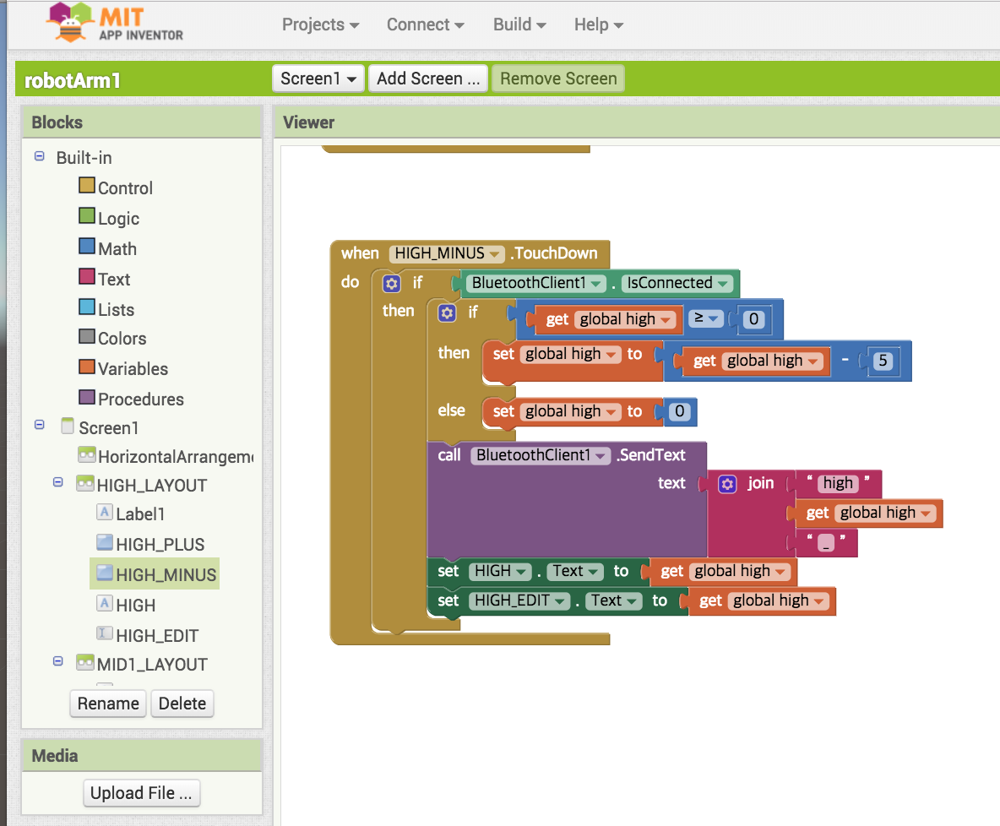 MIT
APP INVENTOR
Projects Connect Build Help
robotArm1
Screen1 Add Screen ... Remove Screen
Blocks
Built-in
Control
Logic
Math
Text
Lists
Colors
Variables
Procedures
Screen1
HorizontalArrangeme
HIGH_LAYOUT
A Label1
HIGH_PLUS
HIGH_MINUS
A HIGH
I HIGH_EDIT
MID1_LAYOUT
Rename Delete
Media
Upload File ...
Viewer
when HIGH_MINUS .TouchDown
do if BluetoothClient1 . IsConnected
then if get global high ≥ 0
then set global high to get global high - 5
else set global high to 0
call BluetoothClient1 .SendText
text join “ high ”
get global high
“ _ ”
set HIGH . Text to get global high
set HIGH_EDIT . Text to get global high